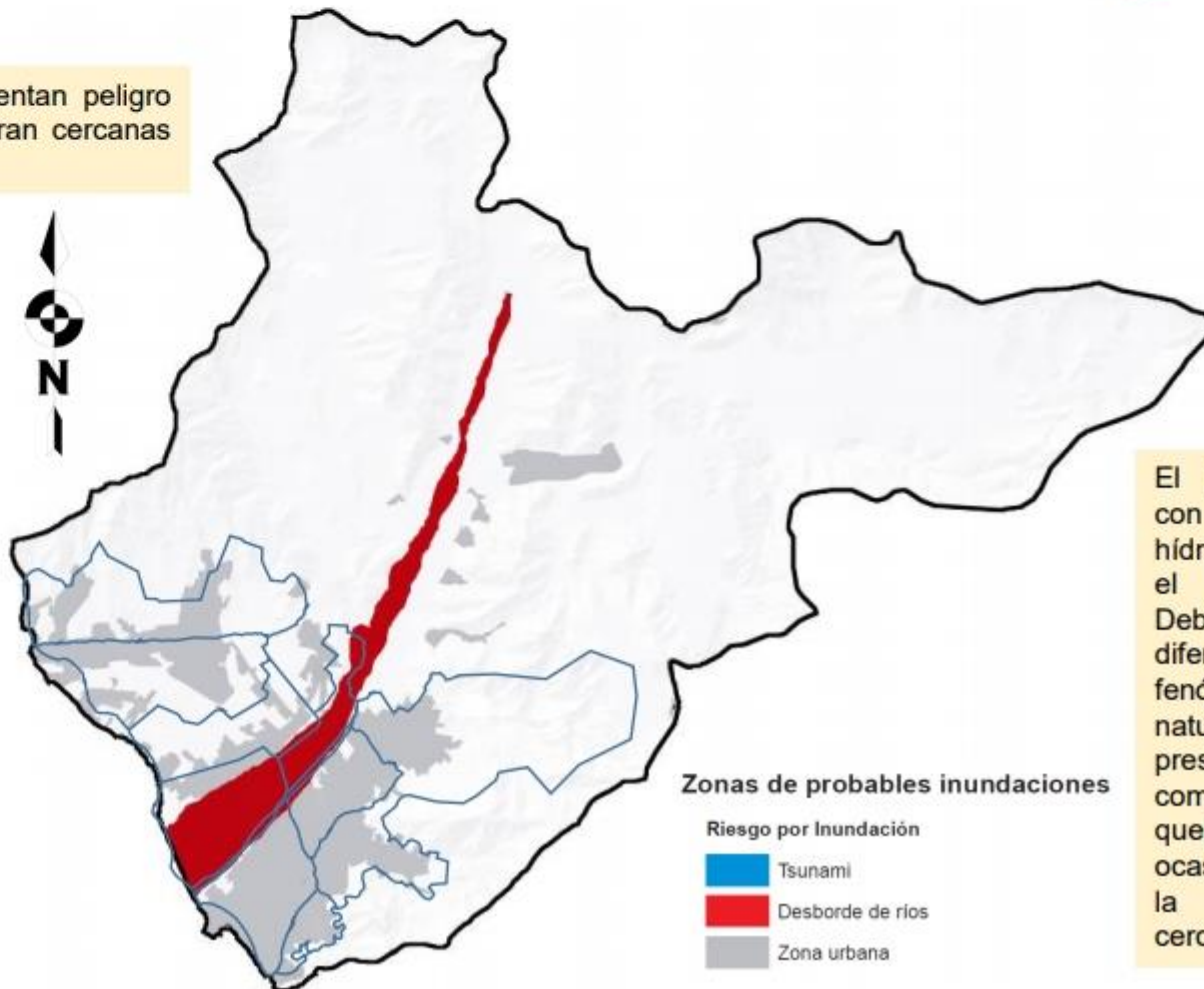 entan peligro
ran cercanas
N
El
con
hídr
el
Deb
difer
fenó
natu
pres
com
que
ocas
la
cerc
Zonas de probables inundaciones
Riesgo por Inundación
Tsunami
Desborde de ríos
Zona urbana